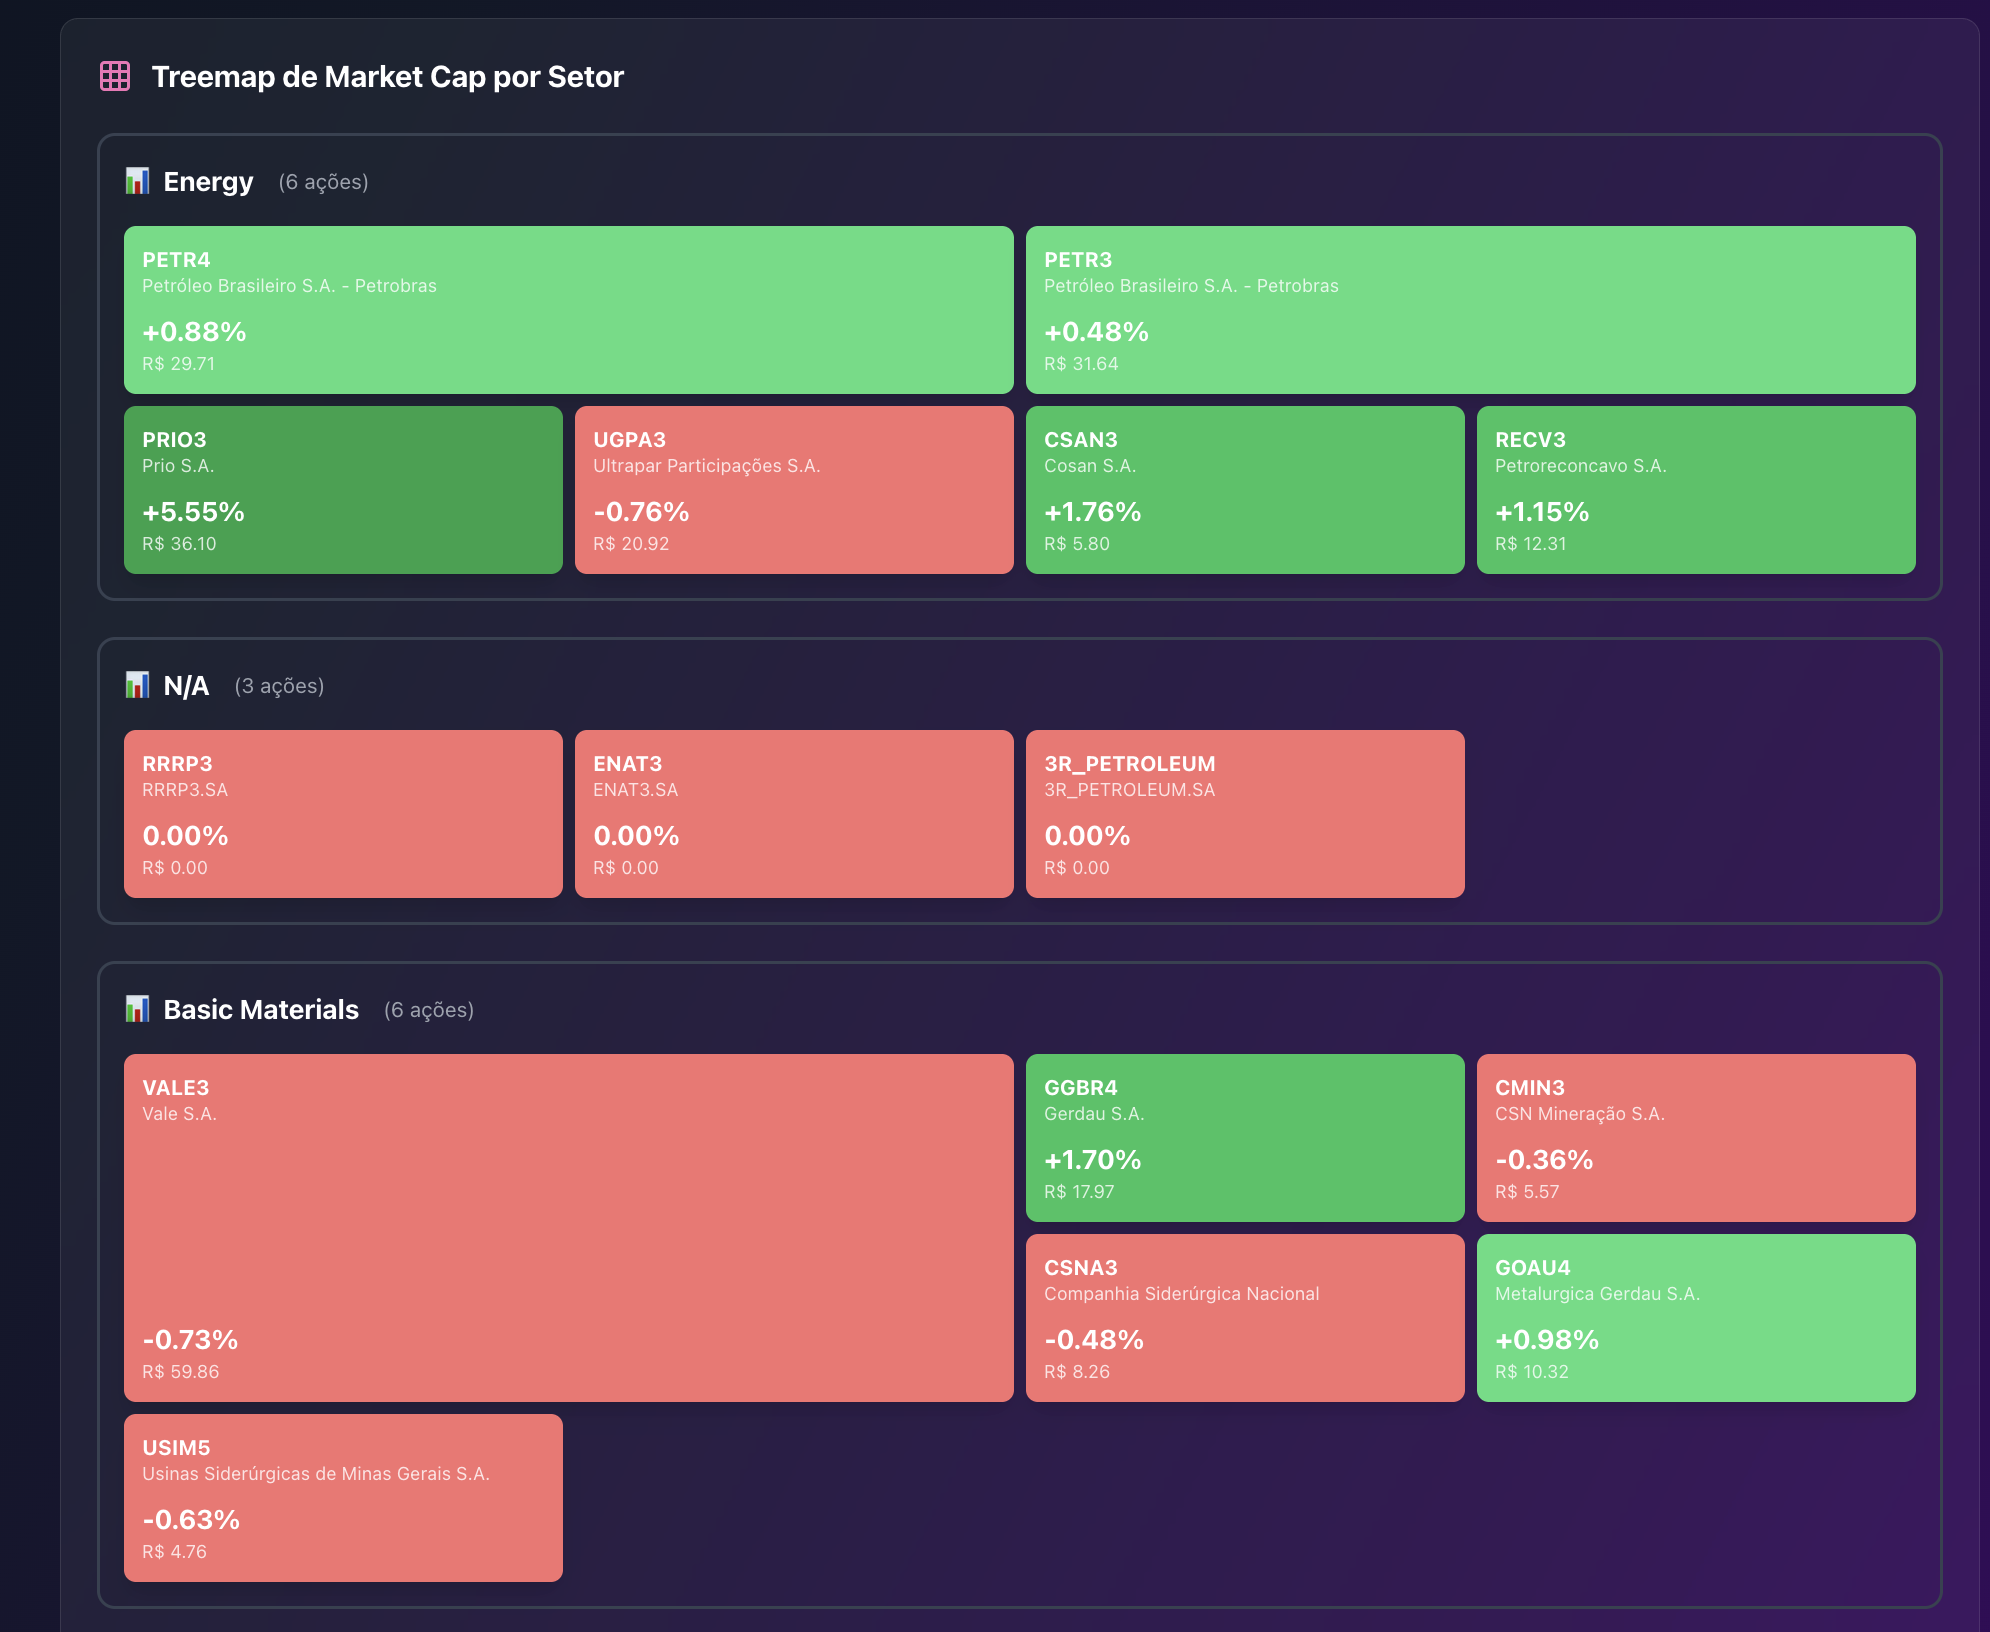 Treemap de Market Cap por Setor
Energy (6 ações)
PETR4
Petróleo Brasileiro S.A. - Petrobras
+0.88%
R$ 29.71
PETR3
Petróleo Brasileiro S.A. - Petrobras
+0.48%
R$ 31.64
PRIO3
Prio S.A.
+5.55%
R$ 36.10
UGPA3
Ultrapar Participações S.A.
-0.76%
R$ 20.92
CSAN3
Cosan S.A.
+1.76%
R$ 5.80
RECV3
Petroreconcavo S.A.
+1.15%
R$ 12.31
N/A (3 ações)
RRRP3
RRRP3.SA
0.00%
R$ 0.00
ENAT3
ENAT3.SA
0.00%
R$ 0.00
3R_PETROLEUM
3R_PETROLEUM.SA
0.00%
R$ 0.00
Basic Materials (6 ações)
VALE3
Vale S.A.
-0.73%
R$ 59.86
GGBR4
Gerdau S.A.
+1.70%
R$ 17.97
CMIN3
CSN Mineração S.A.
-0.36%
R$ 5.57
CSNA3
Companhia Siderúrgica Nacional
-0.48%
R$ 8.26
GOAU4
Metalurgica Gerdau S.A.
+0.98%
R$ 10.32
USIM5
Usinas Siderúrgicas de Minas Gerais S.A.
-0.63%
R$ 4.76